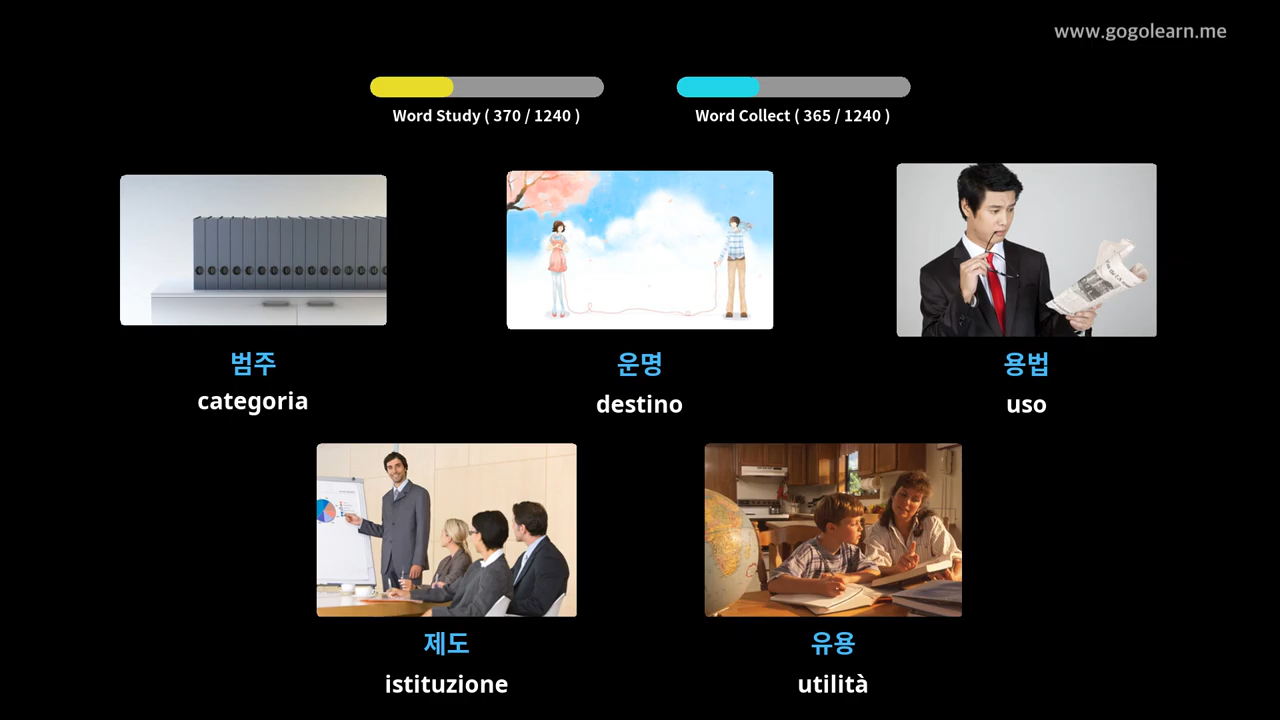 www.gogolearn.me
Word Study ( 370 / 1240 )
Word Collect ( 365 / 1240 )
범주
categoria
운명
destino
용법
uso
제도
istituzione
유용
utilità